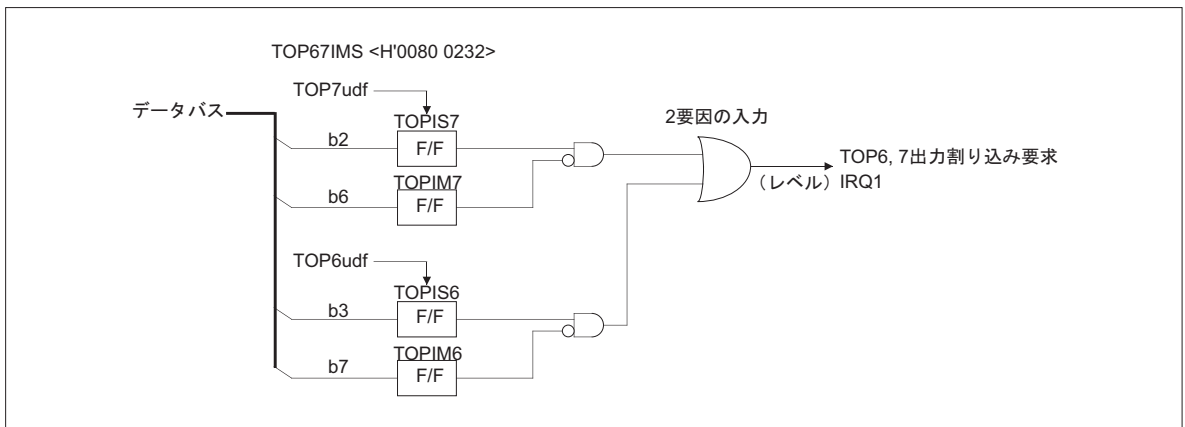 TOP67IMS <H'0080 0232>
TOP7udf
データバス
TOPIS7
2要因の入力
b2
F/F
TOP6, 7出力割り込み要求
(レベル) IRQ1
TOPIM7
b6
F/F
TOP6udf
TOPIS6
b3
F/F
TOPIM6
b7
F/F